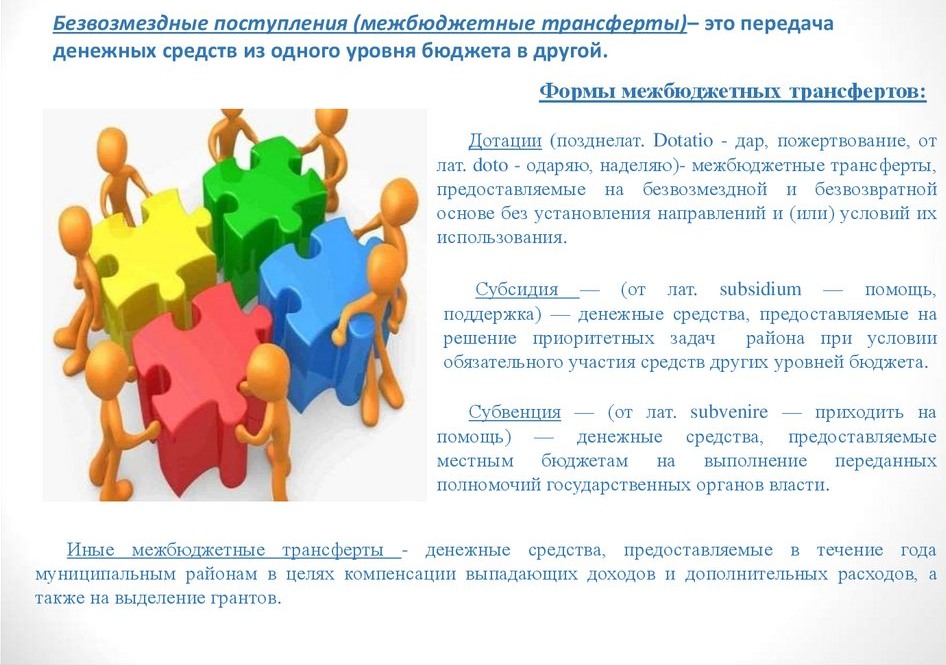 Безвозмездные поступления (межбюджетные трансферты)– это передача
денежных средств из одного уровня бюджета в другой.
Формы межбюджетных трансфертов:
Дотации (позднелат. Dotatio - дар, пожертвование, от
лат. doto - одаряю, наделяю)- межбюджетные трансферты,
предоставляемые на безвозмездной и безвозвратной
основе без установления направлений и (или) условий их
использования.
Субсидия — (от лат. subsidium — помощь,
поддержка) — денежные средства, предоставляемые на
решение приоритетных задач района при условии
обязательного участия средств других уровней бюджета.
Субвенция — (от лат. subvenire — приходить на
помощь) — денежные средства, предоставляемые
местным бюджетам на выполнение переданных
полномочий государственных органов власти.
Иные межбюджетные трансферты - денежные средства, предоставляемые в течение года
муниципальным районам в целях компенсации выпадающих доходов и дополнительных расходов, а
также на выделение грантов.